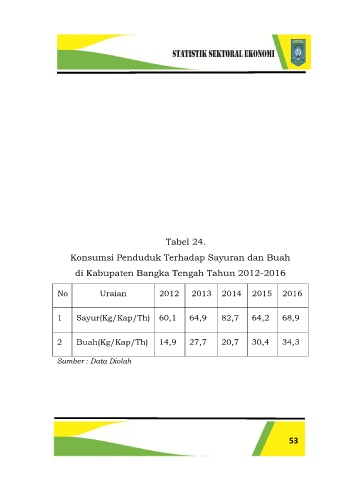 STATISTIK SEKTORAL EKONOMI
Tabel 24.
Konsumsi Penduduk Terhadap Sayuran dan Buah
di Kabupaten Bangka Tengah Tahun 2012-2016
No Uraian 2012 2013 2014 2015 2016
1 Sayur(Kg/Kap/Th) 60,1 64,9 82,7 64,2 68,9
2 Buah(Kg/Kap/Th) 14,9 27,7 20,7 30,4 34,3
Sumber : Data Diolah
53